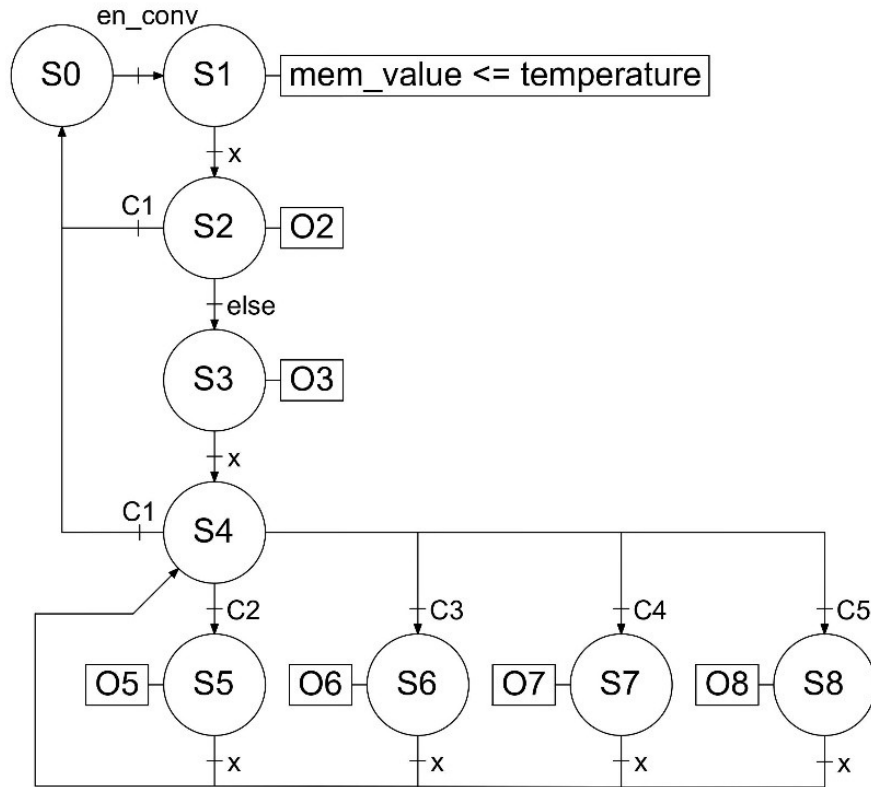 en_conv
S0
S1
mem_value <= temperature
x
C1
S2
O2
else
S3
O3
x
C1
S4
C2
C3
C4
C5
O5
S5
O6
S6
O7
S7
O8
S8
x
x
x
x